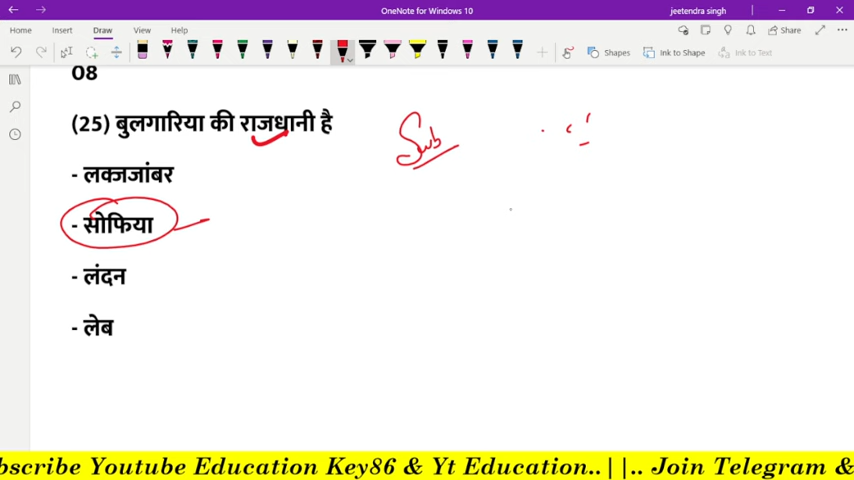 OneNote for Windows 10
jeetendra singh
Home Insert Draw View Help
Share
Shapes Ink to Shape Ink to Text
08
(25) बुलगारिया की राजधानी है
Sub
- लक्जजांबर
- सोफिया
- लंदन
- लेब
bscribe Youtube Education Key86 & Yt Education..||.. Join Telegram &